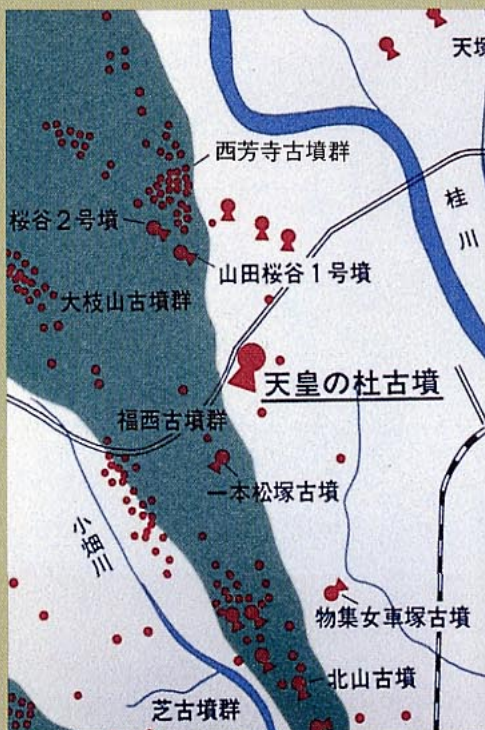 天塚
西芳寺古墳群
桂川
桜谷2号墳
山田桜谷1号墳
大枝山古墳群
天皇の杜古墳
福西古墳群
一本松塚古墳
小畑川
物集女車塚古墳
北山古墳
芝古墳群